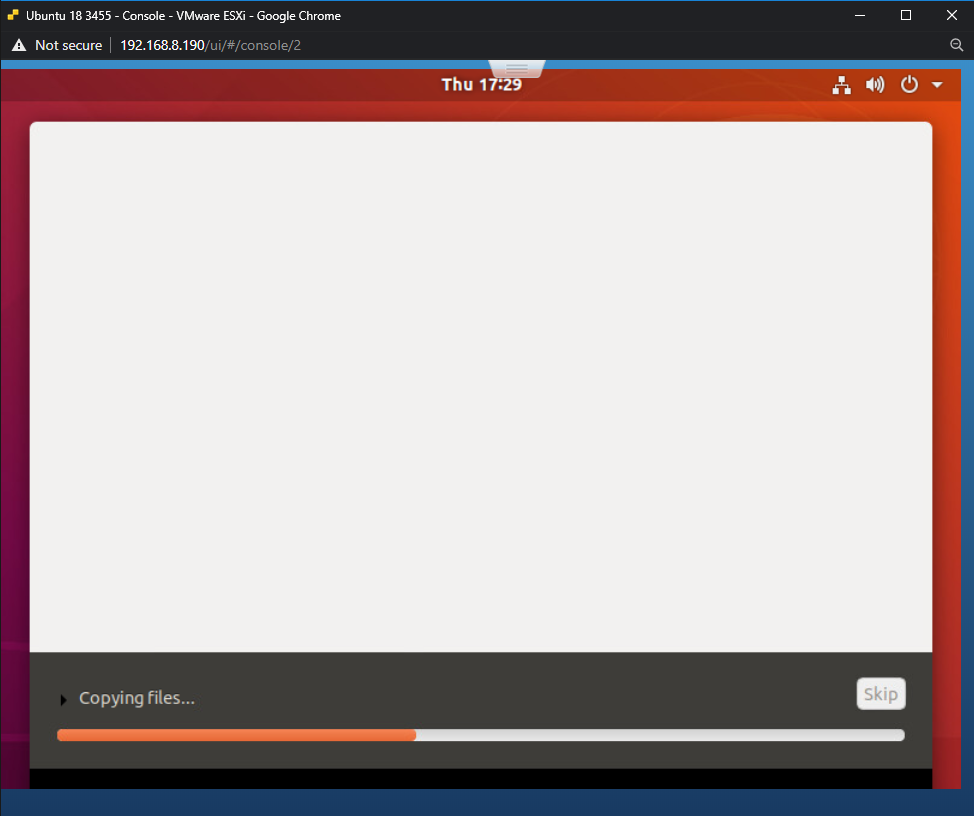 Ubuntu 18 3455 - Console - VMware ESXi - Google Chrome
Not secure | 192.168.8.190/ui/#/console/2
Thu 17:29
Copying files...
Skip